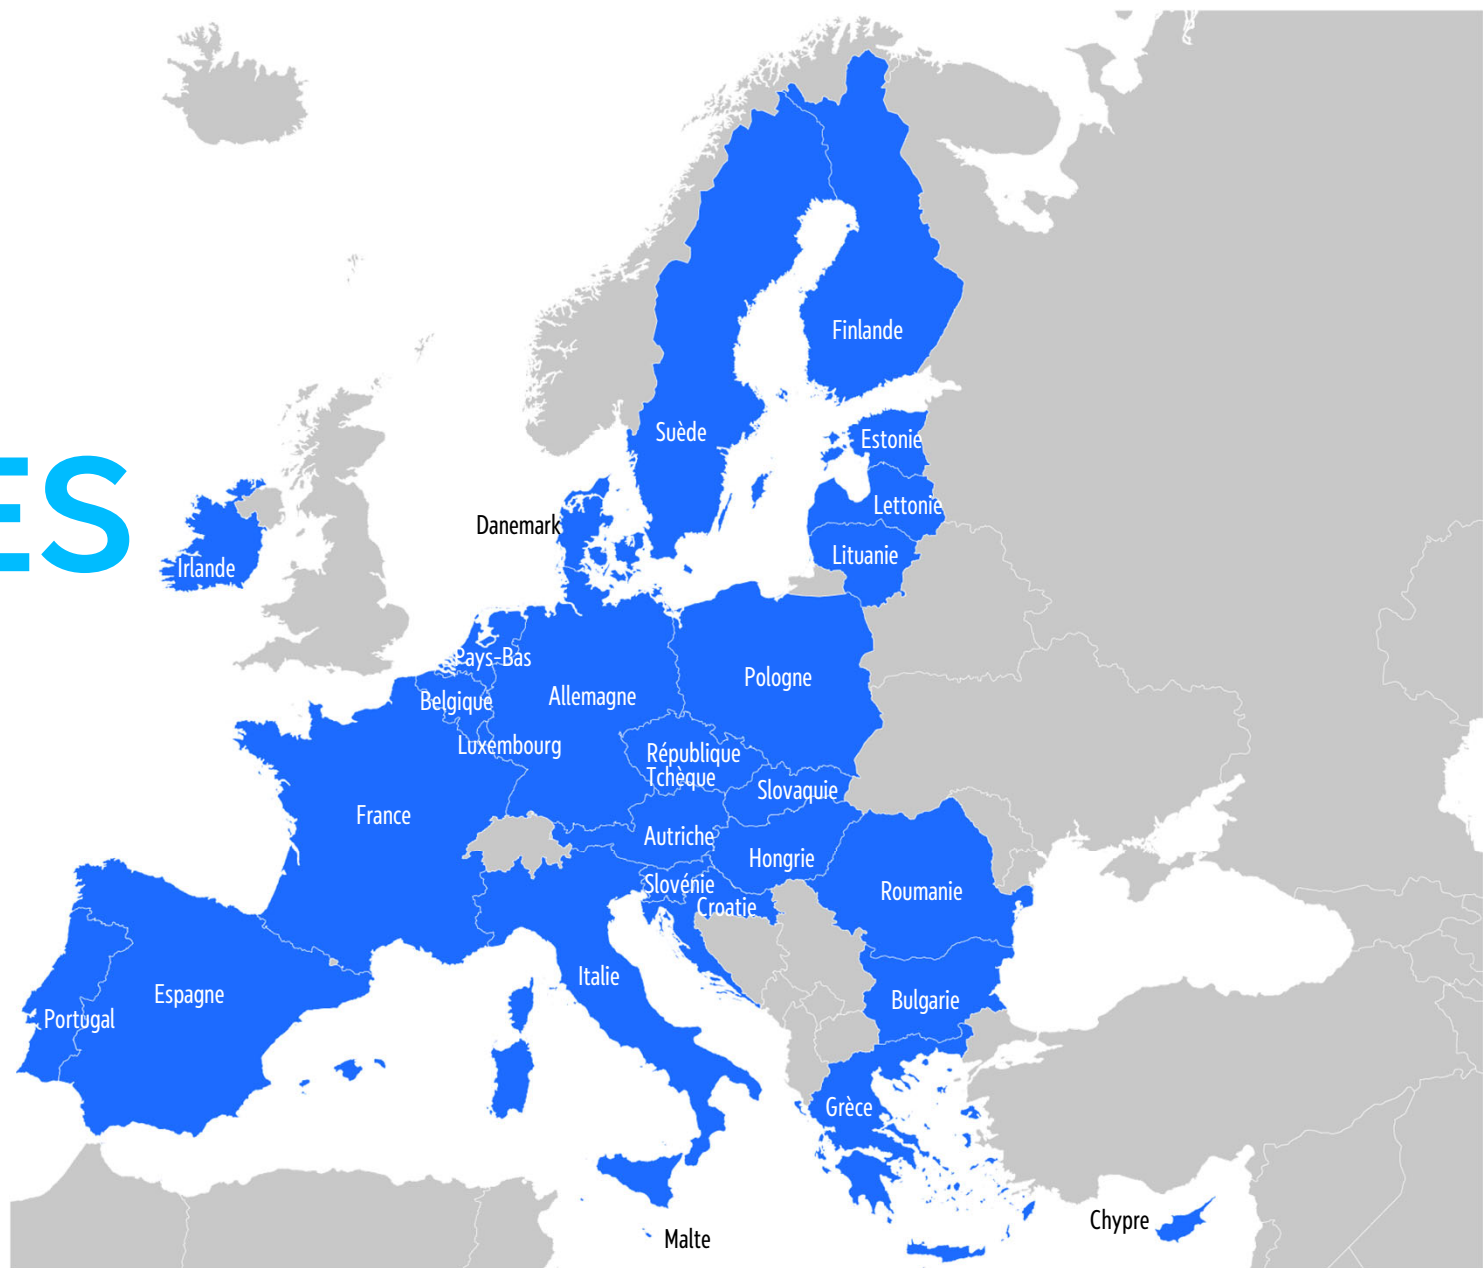 Finlande
Suède
Estonie
Lettonie
Danemark
Lituanie
ES
Irlande
Pays-Bas
Pologne
Belgique
Allemagne
Luxembourg
République
Tchèque
Slovaquie
France
Autriche
Hongrie
Slovénie
Roumanie
Croatie
Italie
Espagne
Bulgarie
Portugal
Grèce
Chypre
Malte